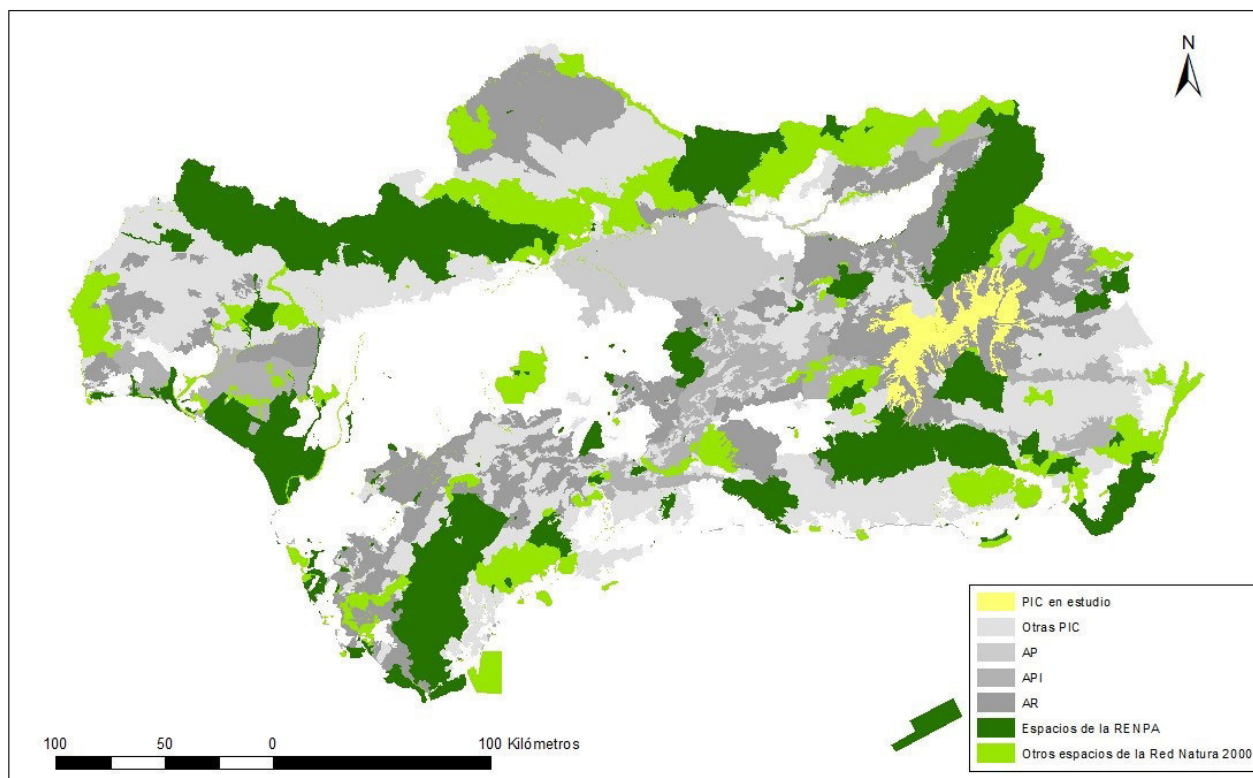 N
PIC en estudio
Otras PIC
AP
API
AR
Espacios de la RENPA
Otros espacios de la Red Natura 2000
100 50 0 100 Kilómetros